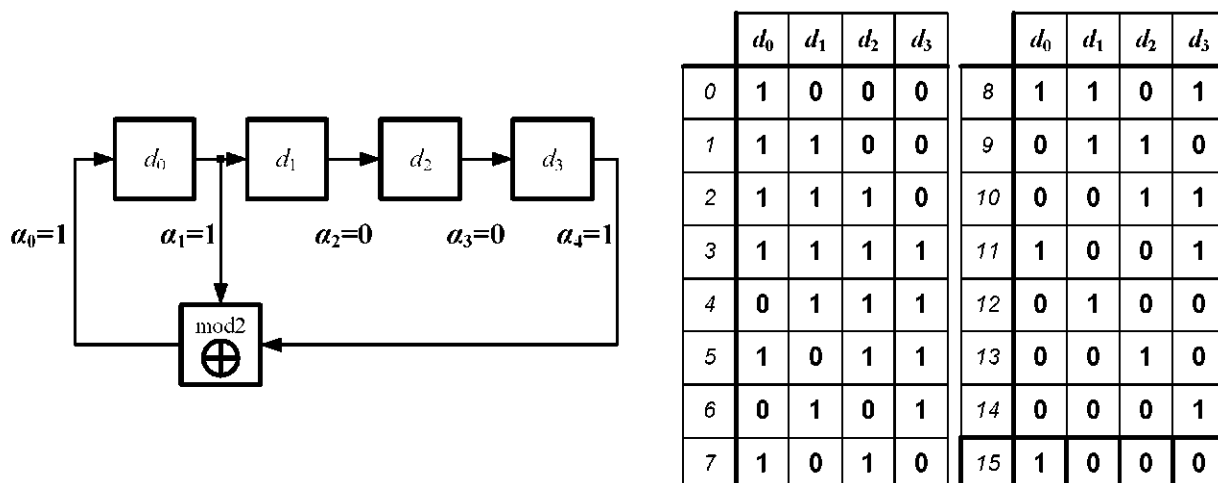 d₀ d₁ d₂ d₃
α₀=1 α₁=1 α₂=0 α₃=0 α₄=1
mod2
⊕
d₀ d₁ d₂ d₃
0 1 0 0 0
1 1 1 0 0
2 1 1 1 0
3 1 1 1 1
4 0 1 1 1
5 1 0 1 1
6 0 1 0 1
7 1 0 1 0
d₀ d₁ d₂ d₃
8 1 1 0 1
9 0 1 1 0
10 0 0 1 1
11 1 0 0 1
12 0 1 0 0
13 0 0 1 0
14 0 0 0 1
15 1 0 0 0